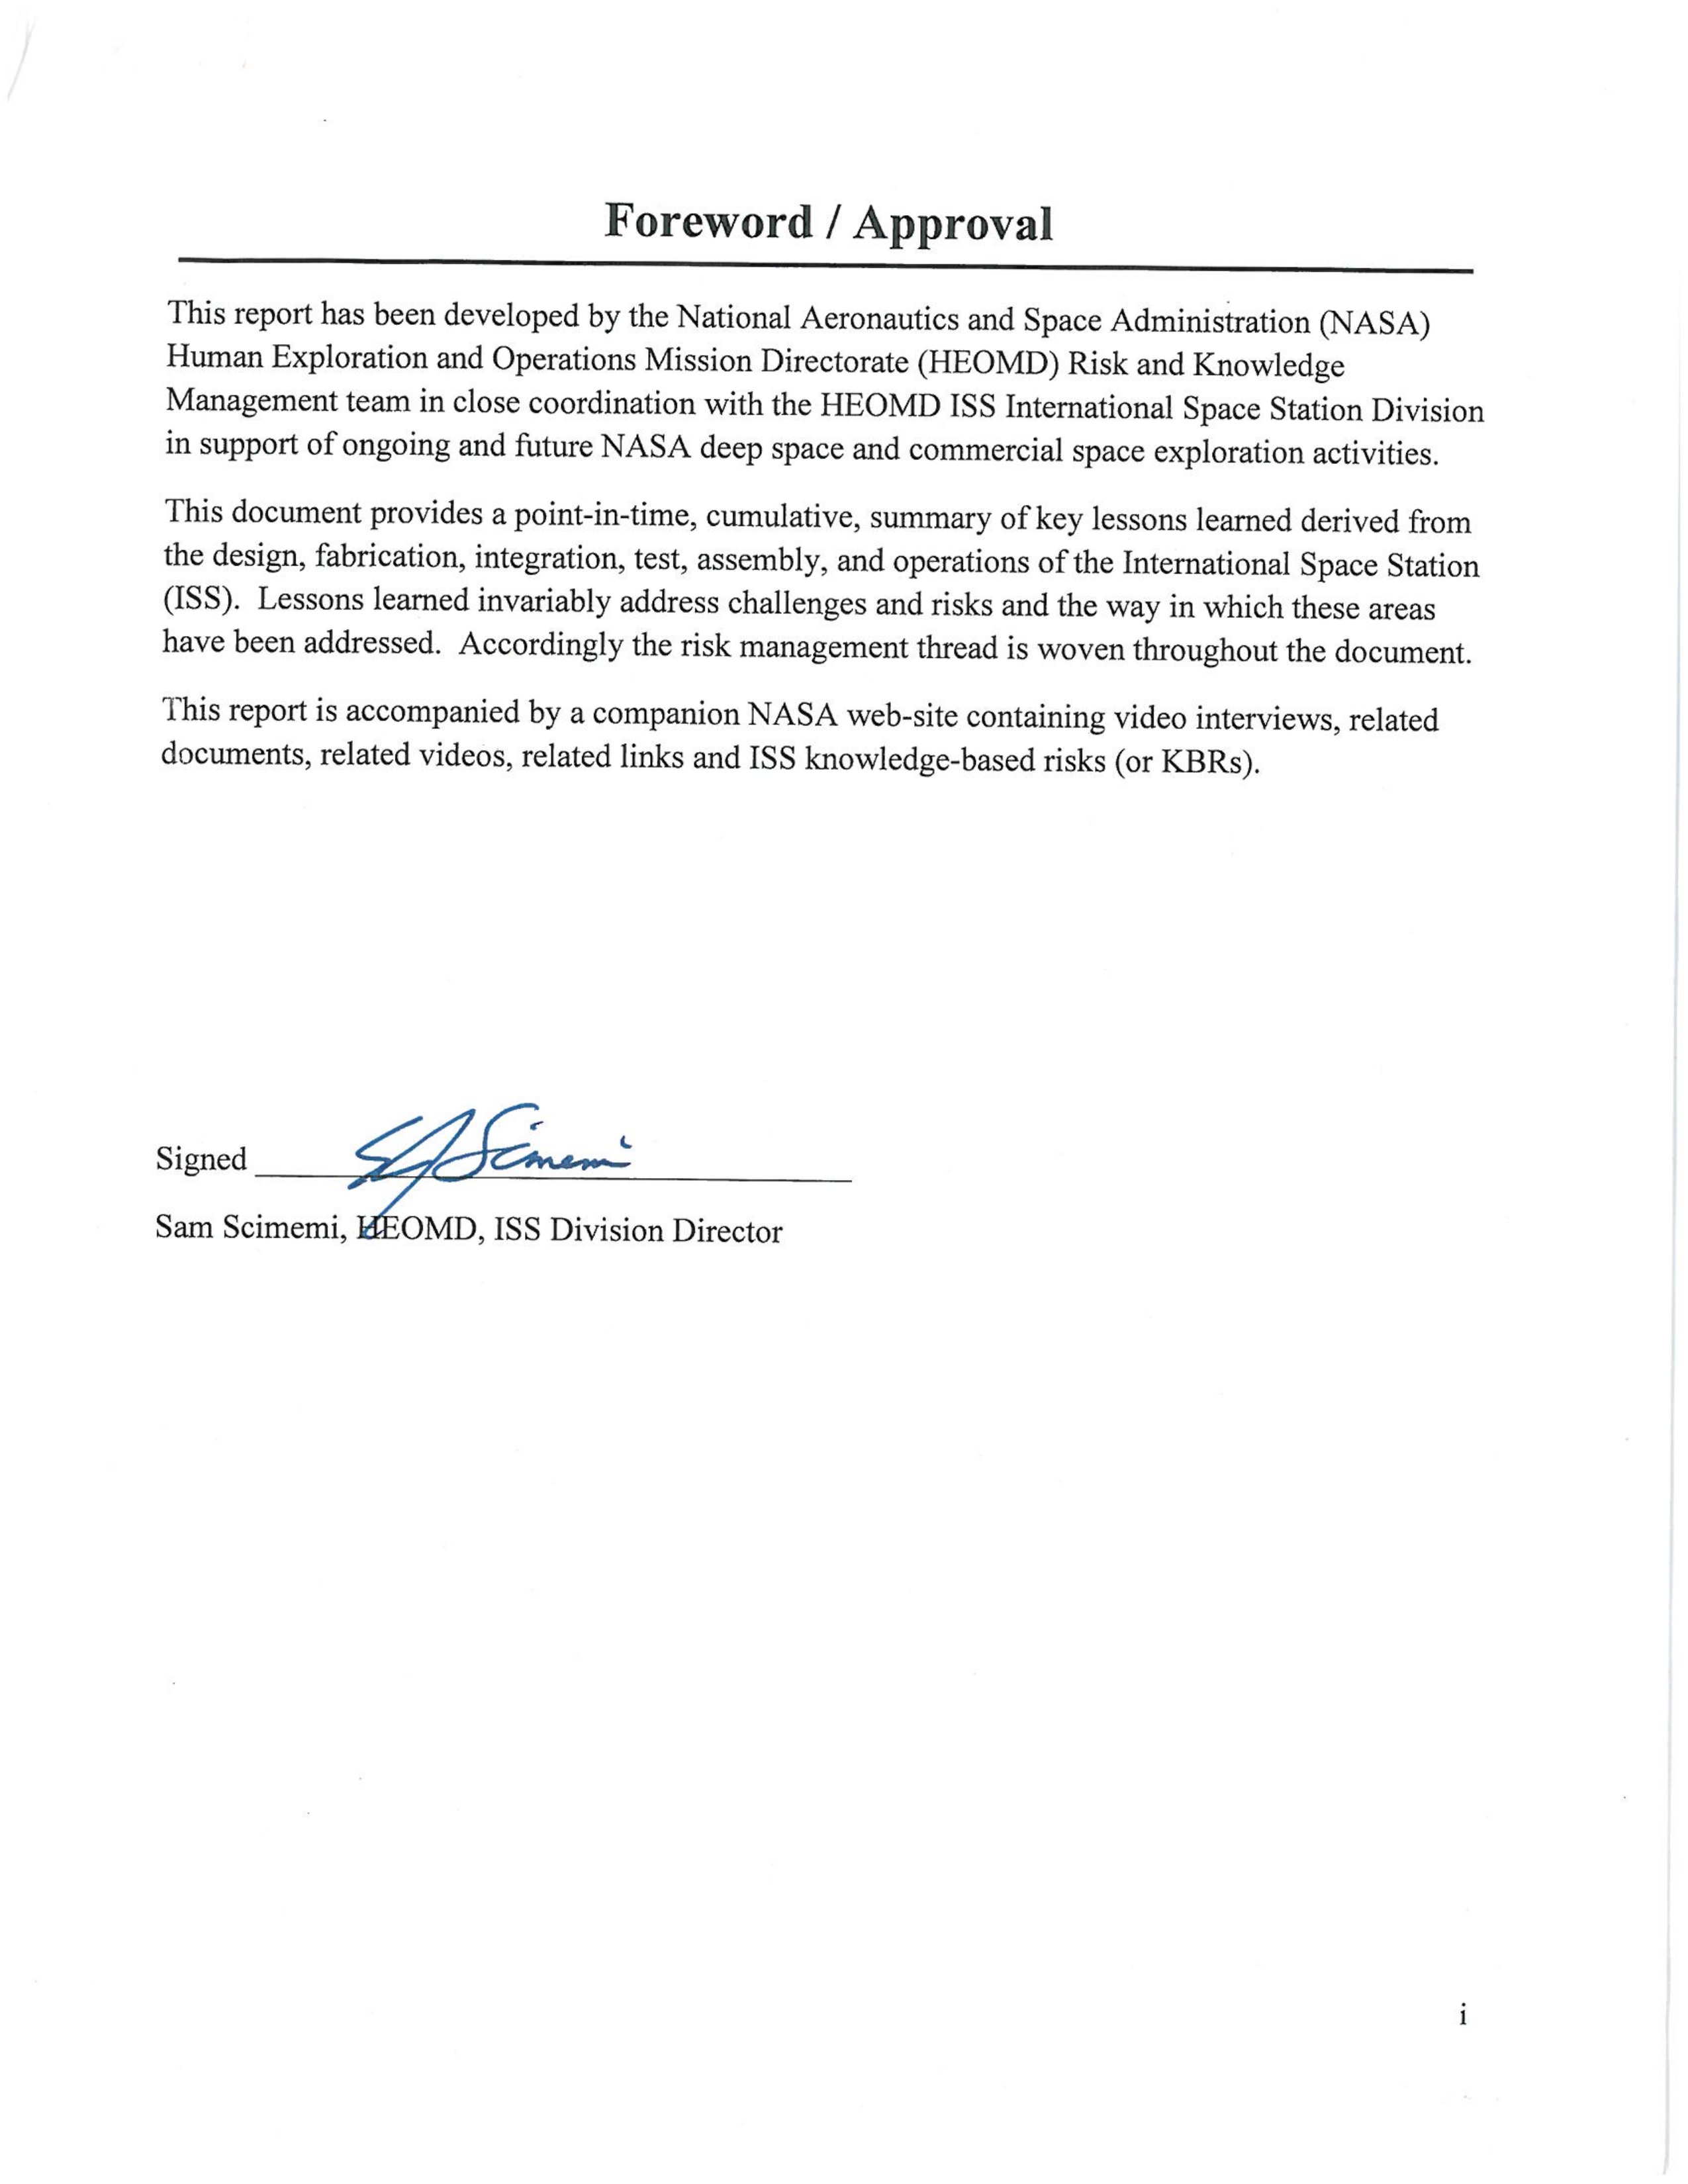 Foreword / Approval
This report has been developed by the National Aeronautics and Space Administration (NASA)
Human Exploration and Operations Mission Directorate (HEOMD) Risk and Knowledge
Management team in close coordination with the HEOMD ISS International Space Station Division
in support of ongoing and future NASA deep space and commercial space exploration activities.
This document provides a point-in-time, cumulative, summary of key lessons learned derived from
the design, fabrication, integration, test, assembly, and operations of the International Space Station
(ISS).  Lessons learned invariably address challenges and risks and the way in which these areas
have been addressed.  Accordingly the risk management thread is woven throughout the document.
This report is accompanied by a companion NASA web-site containing video interviews, related
documents, related videos, related links and ISS knowledge-based risks (or KBRs).
Signed Scimemi
Sam Scimemi, HEOMD, ISS Division Director
i